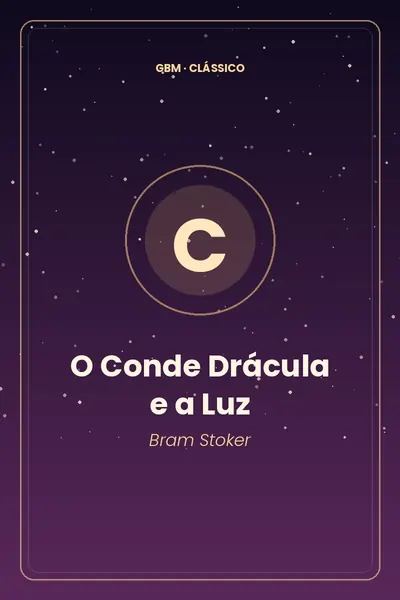 GBM · CLÁSSICO
C
O Conde Drácula
e a Luz
Bram Stoker